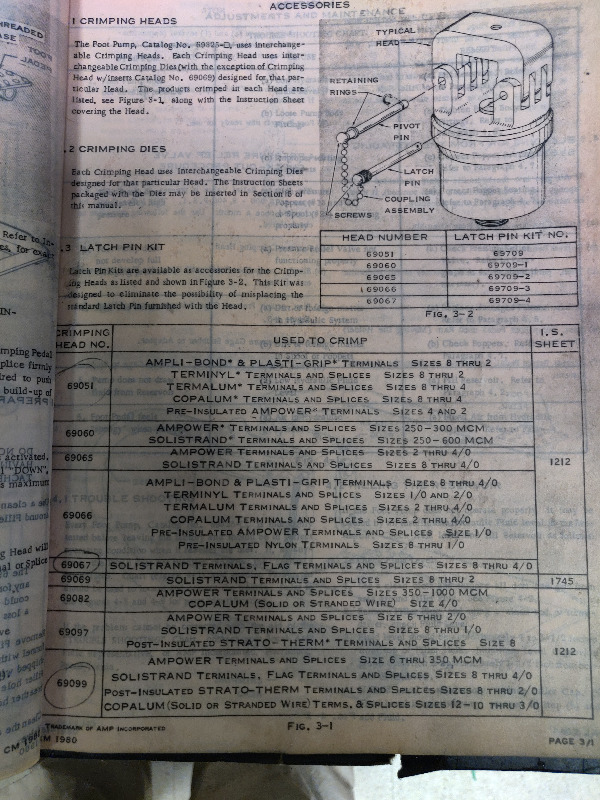 ACCESSORIES
1 CRIMPING HEADS
The Foot Pump, Catalog No. 69325-□, uses interchange-
able Crimping Heads. Each Crimping Head uses inter-
changeable Crimping Dies (with the exception of Crimping
Head w/inserts Catalog No. 69069) designed for that par-
ticular Head. The products crimped in each Head are
listed, see Figure 3-1, along with the Instruction Sheet
covering the Head.
.2 CRIMPING DIES
Each Crimping Head uses interchangeable Crimping Dies
designed for that particular Head. The Instruction Sheets
packaged with the Dies may be inserted in Section 8 of
this manual.
.3 LATCH PIN KIT
Latch Pin Kits are available as accessories for the Crimp-
ing Heads as listed and shown in Figure 3-2. This Kit was
designed to eliminate the possibility of misplacing the
standard Latch Pin furnished with the Head.
TYPICAL
HEAD
RETAINING
RINGS
PIVOT
PIN
LATCH
PIN
COUPLING
ASSEMBLY
SCREWS
HEAD NUMBER LATCH PIN KIT NO.
69051 69709
69060 69709-1
69065 69709-2
69066 69709-3
69067 69709-4
FIG. 3-2
CRIMPING HEAD NO. USED TO CRIMP I.S. SHEET
69051 AMPLI-BOND* & PLASTI-GRIP* TERMINALS SIZES 8 THRU 2
TERMINYL* TERMINALS AND SPLICES SIZES 8 THRU 2
TERMALUM* TERMINALS AND SPLICES SIZES 8 THRU 4
COPALUM* TERMINALS AND SPLICES SIZES 8 THRU 4
PRE-INSULATED AMPOWER* TERMINALS SIZES 4 AND 2
69060 AMPOWER* TERMINALS AND SPLICES SIZES 250-300 MCM
SOLISTRAND* TERMINALS AND SPLICES SIZES 250-600 MCM
69065 AMPOWER TERMINALS AND SPLICES SIZES 2 THRU 4/0
SOLISTRAND TERMINALS AND SPLICES SIZES 8 THRU 4/0
1212
69066 AMPLI-BOND & PLASTI-GRIP TERMINALS SIZES 8 THRU 4/0
TERMINYL TERMINALS AND SPLICES SIZES 1/0 AND 2/0
TERMALUM TERMINALS AND SPLICES SIZES 2 THRU 4/0
COPALUM TERMINALS AND SPLICES SIZES 2 THRU 4/0
PRE-INSULATED AMPOWER TERMINALS SIZE 1/0
PRE-INSULATED NYLON TERMINALS SIZES 8 THRU 1/0
69067 SOLISTRAND TERMINALS, FLAG TERMINALS AND SPLICES SIZES 8 THRU 4/0
69069 SOLISTRAND TERMINALS AND SPLICES SIZES 8 THRU 2 1745
69082 AMPOWER TERMINALS AND SPLICES SIZES 350-1000 MCM
COPALUM (SOLID OR STRANDED WIRE) SIZE 4/0
69097 AMPOWER TERMINALS AND SPLICES SIZE 6 THRU 2/0
SOLISTRAND TERMINALS AND SPLICES SIZES 8 THRU 1/0
POST-INSULATED STRATO-THERM* TERMINALS AND SPLICES SIZE 8
1212
69099 AMPOWER TERMINALS AND SPLICES SIZE 6 THRU 350 MCM
SOLISTRAND TERMINALS, FLAG TERMINALS AND SPLICES SIZES 8 THRU 4/0
POST-INSULATED STRATO-THERM TERMINALS AND SPLICES SIZES 8 THRU 2/0
COPALUM (SOLID OR STRANDED WIRE) TERMS, & SPLICES SIZES 12-10 THRU 3/0
TRADEMARK OF AMP INCORPORATED
FIG. 3-1
1980
PAGE 3/1